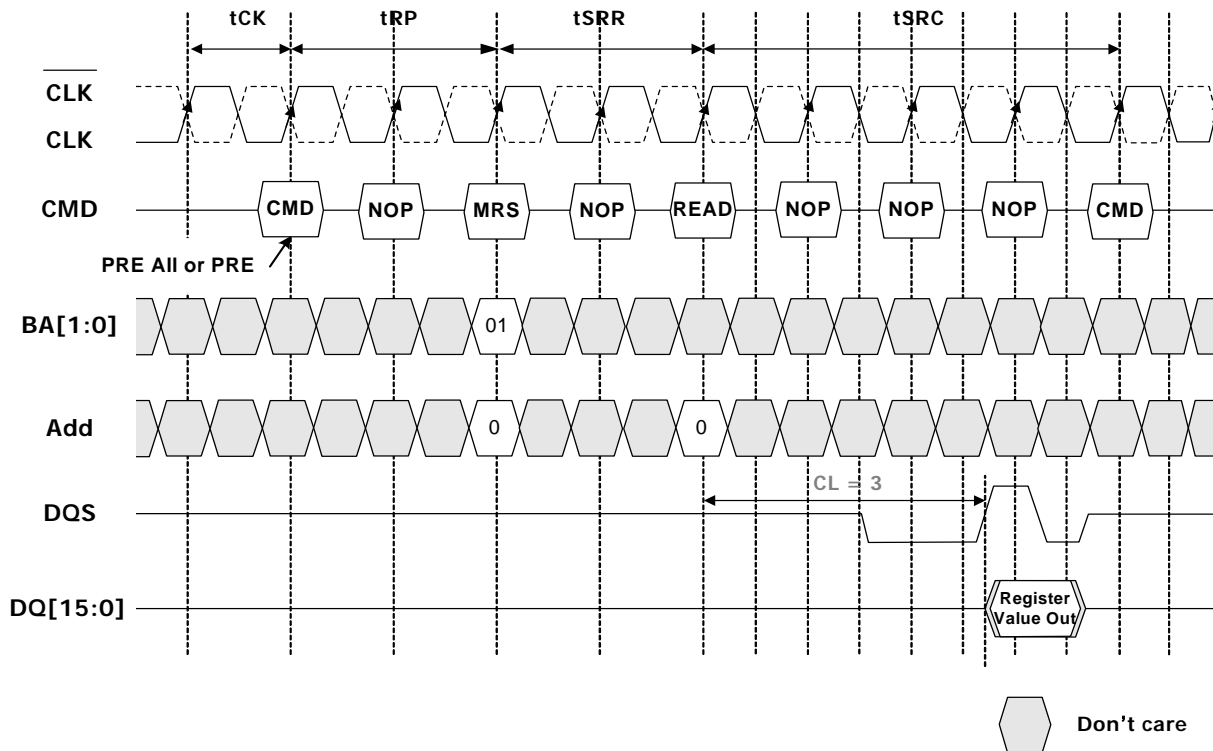 tCK tRP tSRR tSRC
CLK
CLK
CMD CMD NOP MRS NOP READ NOP NOP NOP CMD
PRE All or PRE
BA[1:0] 01
Add 0 0
CL = 3
DQS
DQ[15:0] Register
Value Out
Don't care